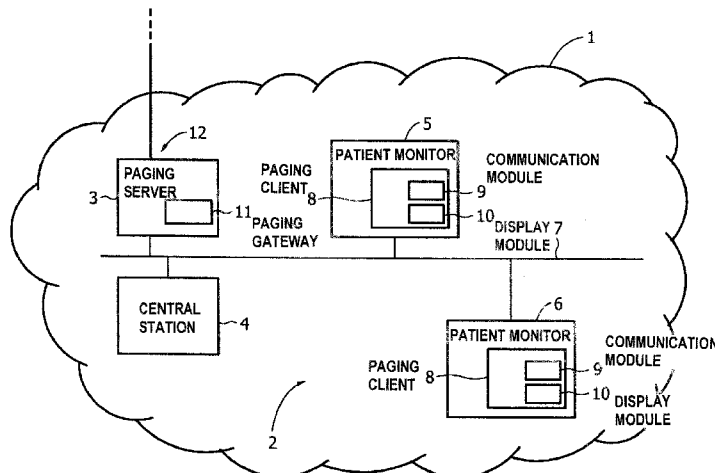 1
12
5
PAGING
SERVER
3
11
PAGING
GATEWAY
PAGING
CLIENT
8
PATIENT MONITOR
9
10
COMMUNICATION
MODULE
DISPLAY 7
MODULE
CENTRAL
STATION
4
6
PATIENT MONITOR
PAGING
CLIENT
8
9
10
COMMUNICATION
MODULE
DISPLAY
MODULE
2